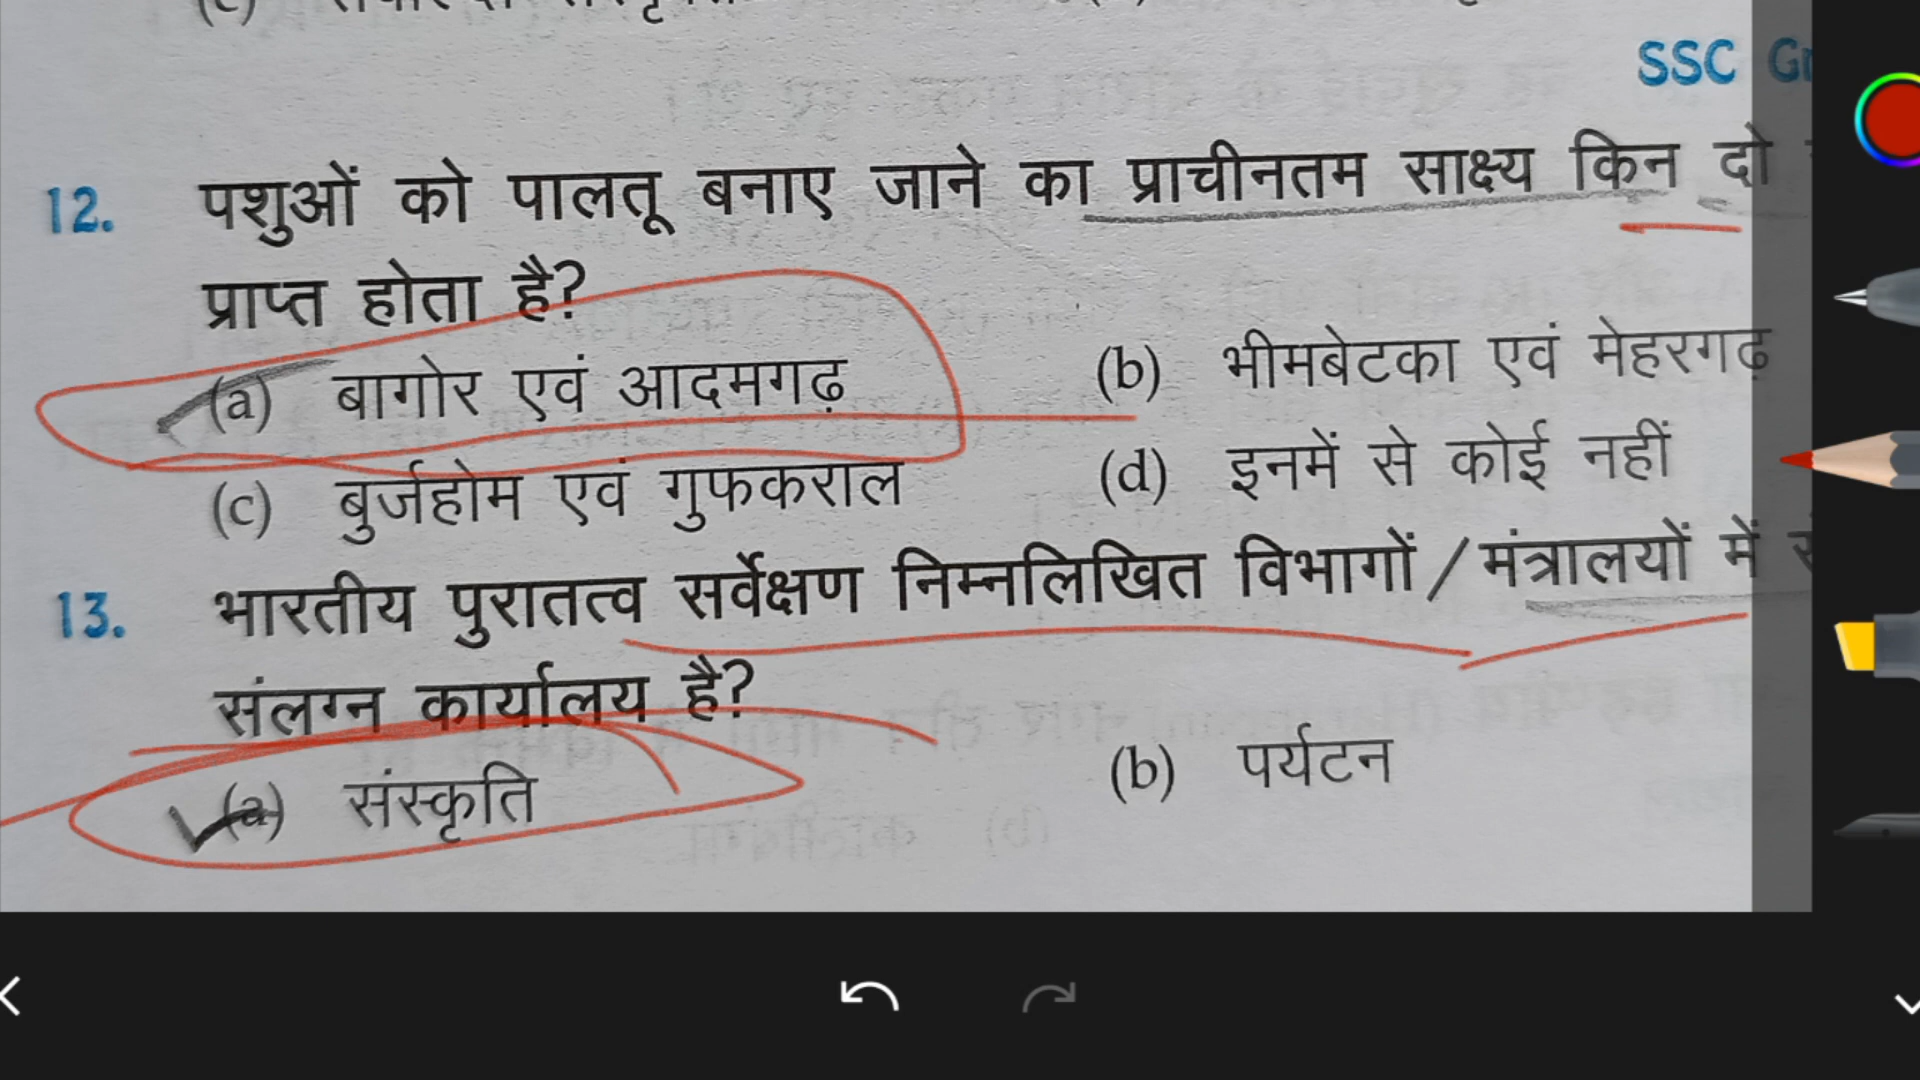 SSC
12. पशुओं को पालतू बनाए जाने का प्राचीनतम साक्ष्य किन दो
प्राप्त होता है?
(a) बागोर एवं आदमगढ़ (b) भीमबेटका एवं मेहरगढ़
(c) बुर्जहोम एवं गुफकराल (d) इनमें से कोई नहीं
13. भारतीय पुरातत्व सर्वेक्षण निम्नलिखित विभागों/मंत्रालयों में
संलग्न कार्यालय है?
(a) संस्कृति (b) पर्यटन